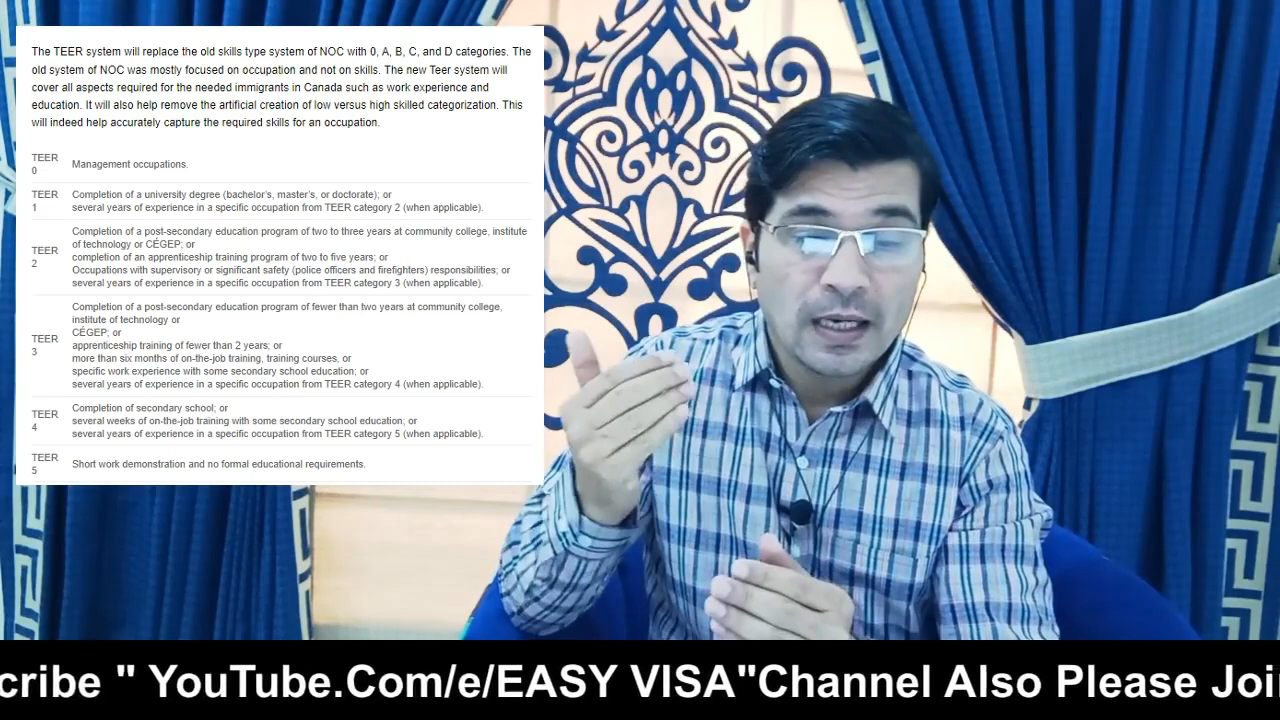 The TEER system will replace the old skills type system of NOC with 0, A, B, C, and D categories. The
old system of NOC was mostly focused on occupation and not on skills. The new Teer system will
over all aspects required for the needed immigrants in Canada such as work experience and
education. It will also help remove the artificial creation of low versus high skilled categorization. This
will indeed help accurately capture the required skills for an occupation.
TEER
0
Management occupations.
TEER
1
Completion of a university degree (bachelor's, master's, or doctorate); or
several years of experience in a specific occupation from TEER category 2 (when applicable).
TEER
2
Completion of a post-secondary education program of two to three years at community college, institute
of technology or CÉGEP; or
completion of an apprenticeship training program of two to five years; or
Occupations with supervisory or significant safety (police officers and firefighters) responsibilities; or
several years of experience in a specific occupation from TEER category 3 (when applicable).
TEER
3
Completion of a post-secondary education program of fewer than two years at community college,
institute of technology or
CÉGEP; or
apprenticeship training of fewer than 2 years; or
more than six months of on-the-job training, training courses, or
specific work experience with some secondary school education; or
several years of experience in a specific occupation from TEER category 4 (when applicable).
TEER
4
Completion of secondary school; or
several weeks of on-the-job training with some secondary school education; or
several years of experience in a specific occupation from TEER category 5 (when applicable).
TEER
5
Short work demonstration and no formal educational requirements.
cribe " YouTube.Com/e/EASY VISA"Channel Also Please Joi